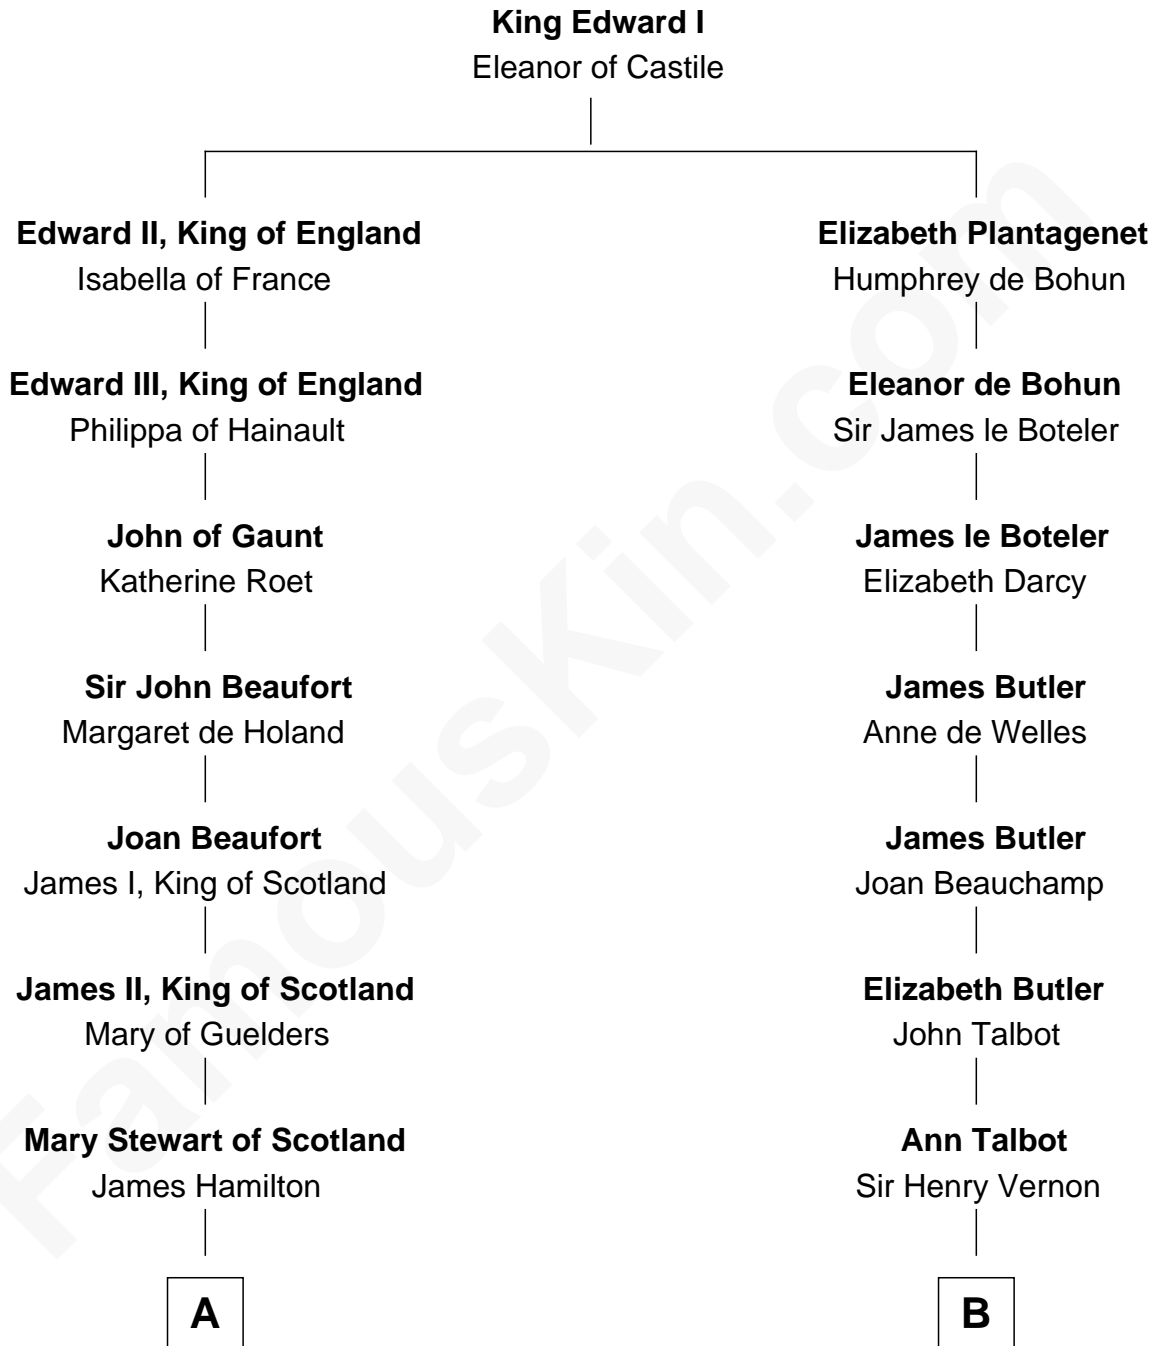 King Edward I
Eleanor of Castile
Edward II, King of England
Isabella of France
Elizabeth Plantagenet
Humphrey de Bohun
Edward III, King of England
Philippa of Hainault
Eleanor de Bohun
Sir James le Boteler
John of Gaunt
Katherine Roet
James le Boteler
Elizabeth Darcy
Sir John Beaufort
Margaret de Holand
James Butler
Anne de Welles
Joan Beaufort
James I, King of Scotland
James Butler
Joan Beauchamp
James II, King of Scotland
Mary of Guelders
Elizabeth Butler
John Talbot
Mary Stewart of Scotland
James Hamilton
Ann Talbot
Sir Henry Vernon
A
B
FamousKin.com